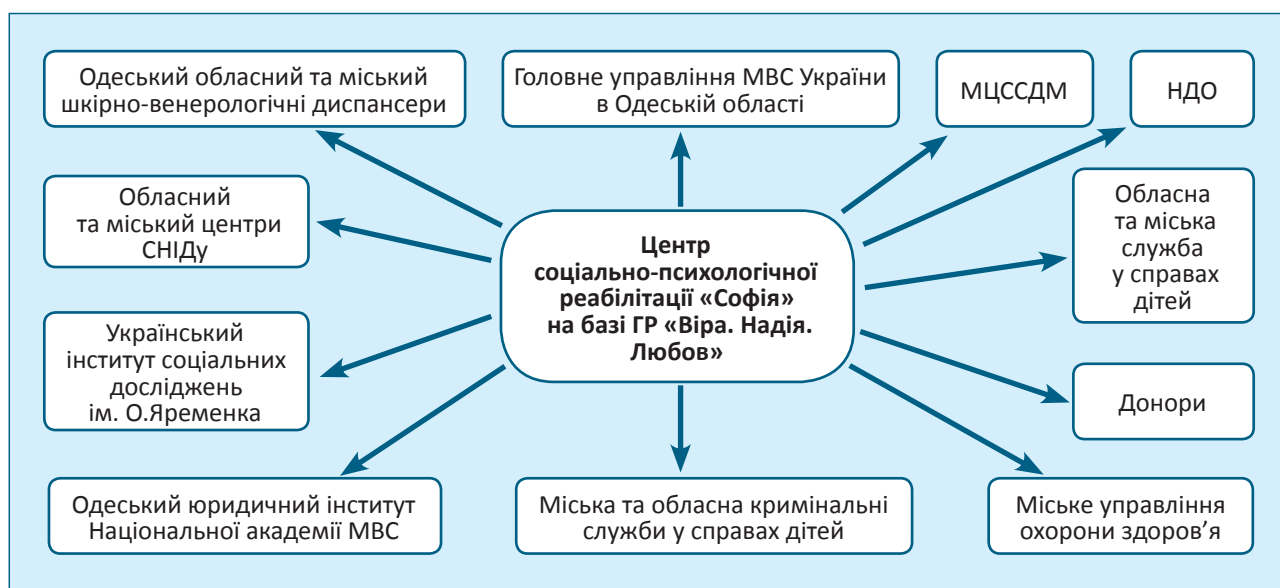 Одеський обласний та міський
шкірно-венерологічні диспансери
Головне управління МВС України
в Одеській області
МЦССДМ
НДО
Обласний
та міський центри
СНІДу
Обласна
та міська
служба
у справах
дітей
Центр
соціально-психологічної
реабілітації «Софія»
на базі ГР «Віра. Надія.
Любов»
Український
інститут соціальних
досліджень
ім. О.Яременка
Донори
Одеський юридичний інститут
Національної академії МВС
Міська та обласна кримінальні
служби у справах дітей
Міське управління
охорони здоров’я